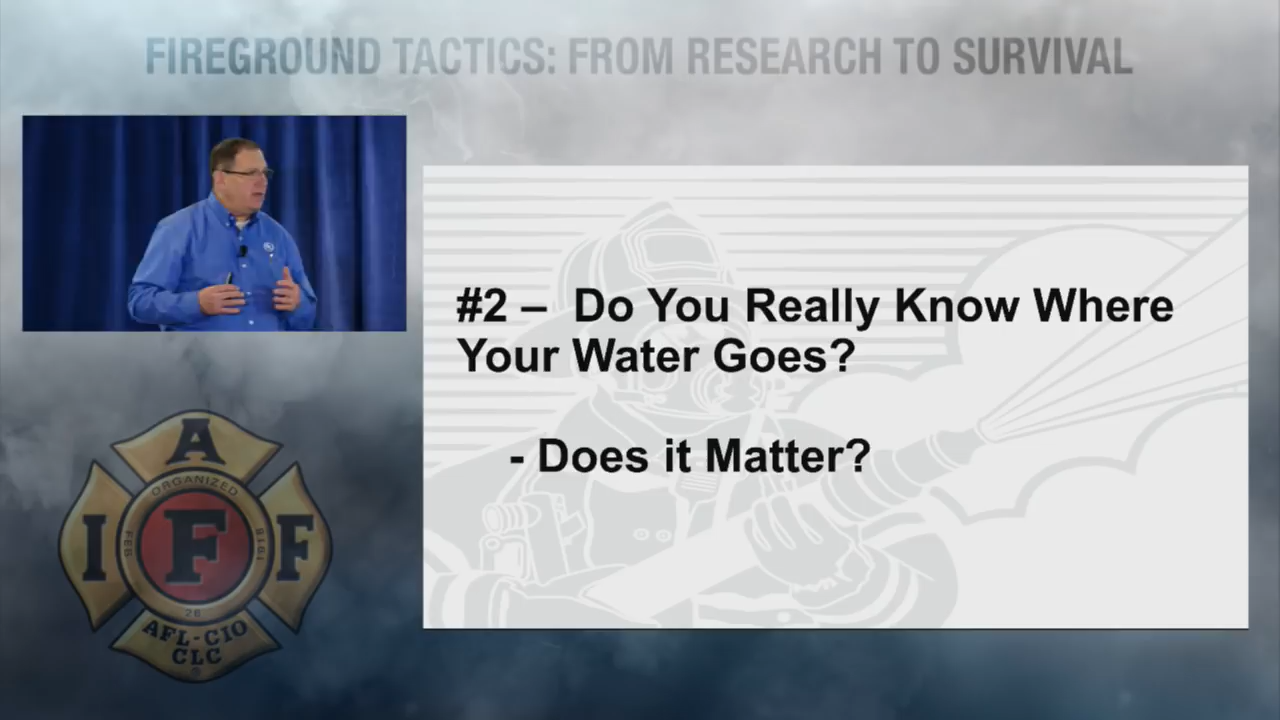 FIREGROUND TACTICS: FROM RESEARCH TO SURVIVAL
#2 – Do You Really Know Where
Your Water Goes?
- Does it Matter?
A
ORGANIZED
I F F
FEB 1918
28
AFL-CIO
CLC